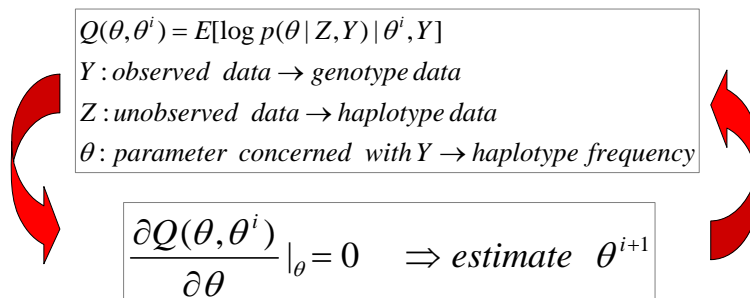 Q(θ,θ^i) = E[log p(θ | Z,Y) | θ^i,Y]
Y : observed data → genotype data
Z : unobserved data → haplotype data
θ : parameter concerned with Y → haplotype frequency
∂Q(θ,θ^i)/∂θ |_θ = 0 ⇒ estimate θ^{i+1}